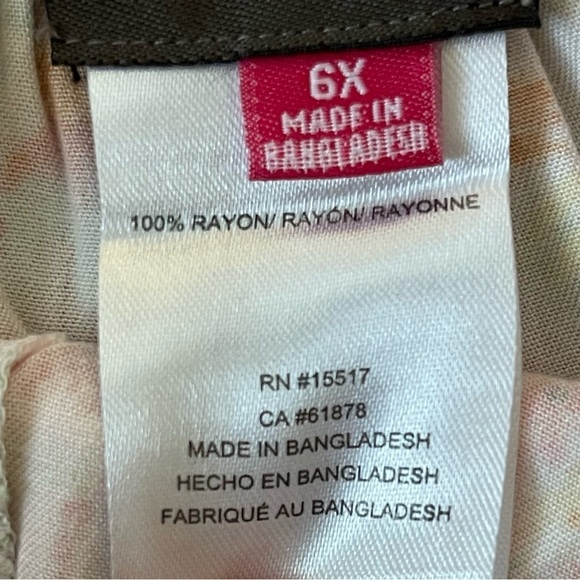 6X
MADE IN
BANGLADESH
100% RAYON/ RAYÓN/ RAYONNE
RN #15517
CA #61878
MADE IN BANGLADESH
HECHO EN BANGLADESH
FABRIQUÉ AU BANGLADESH